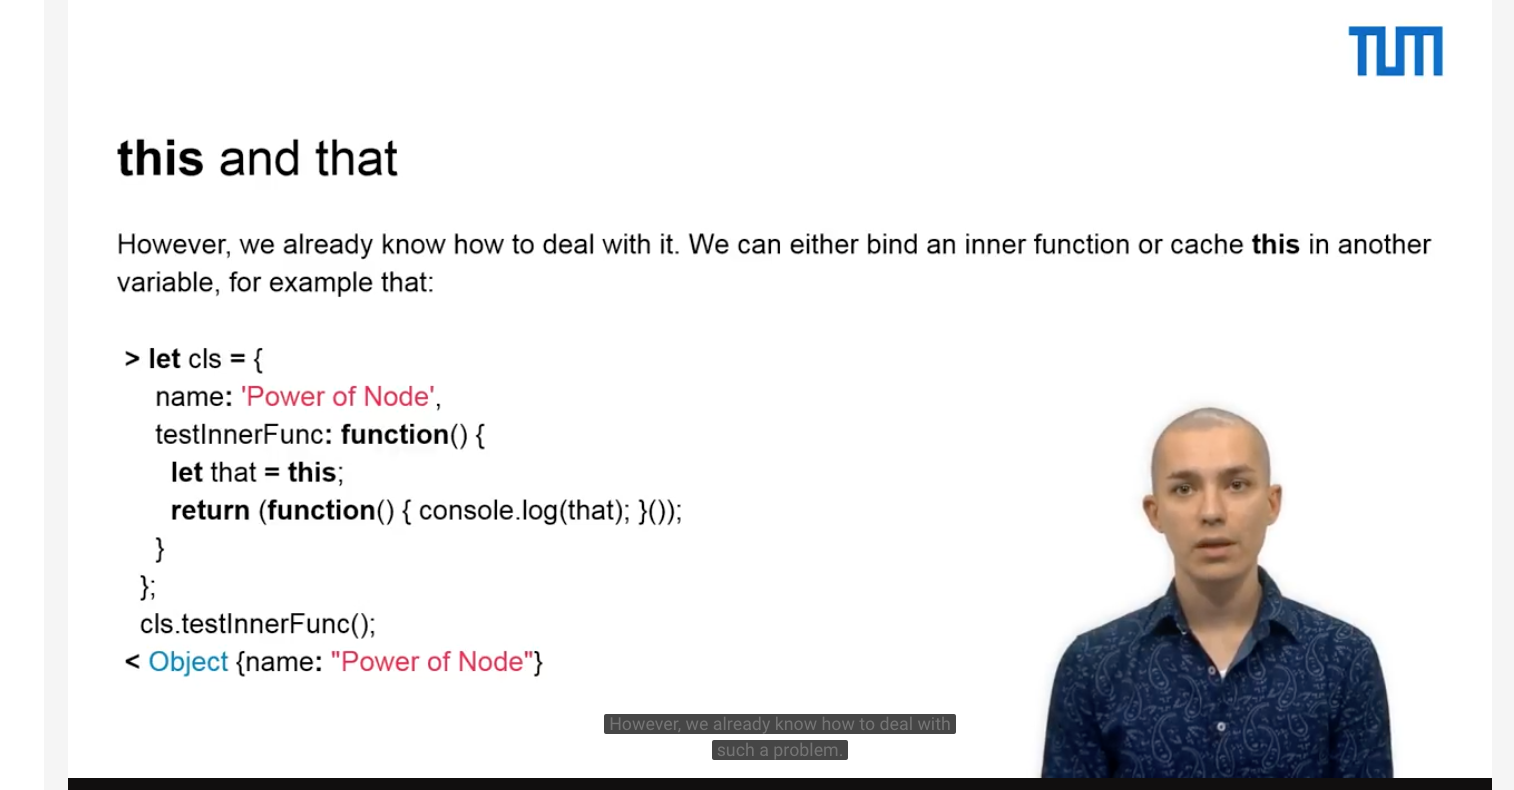 TUM
this and that
However, we already know how to deal with it. We can either bind an inner function or cache this in another
variable, for example that:
> let cls = {
name: 'Power of Node',
testInnerFunc: function() {
let that = this;
return (function() { console.log(that); }());
}
};
cls.testInnerFunc();
< Object {name: "Power of Node"}
However, we already know how to deal with
such a problem.